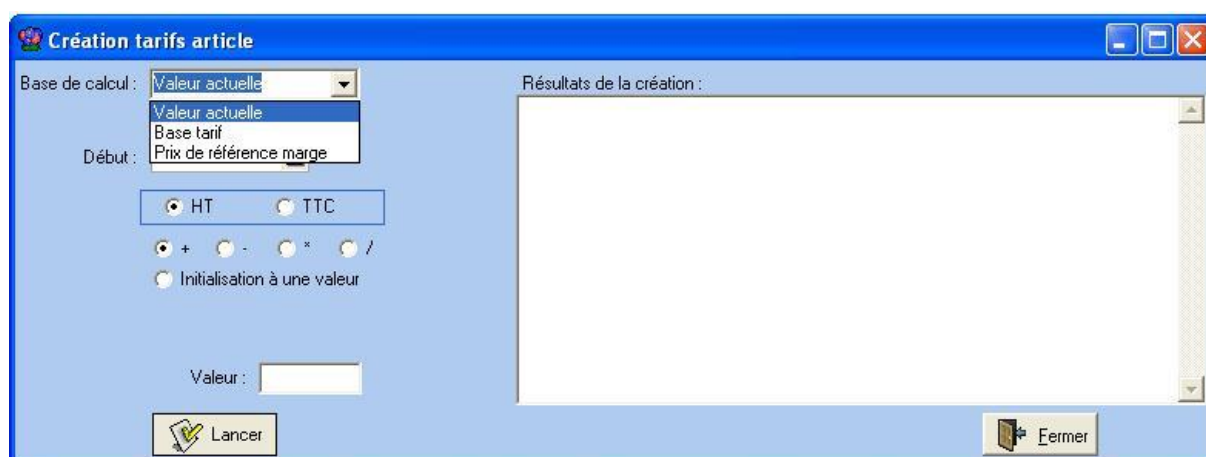 Création tarifs article
Base de calcul : Valeur actuelle
Valeur actuelle
Base tarif
Prix de référence marge
Début :
HT TTC
+ - * /
Initialisation à une valeur
Valeur :
Lancer
Résultats de la création :
Fermer